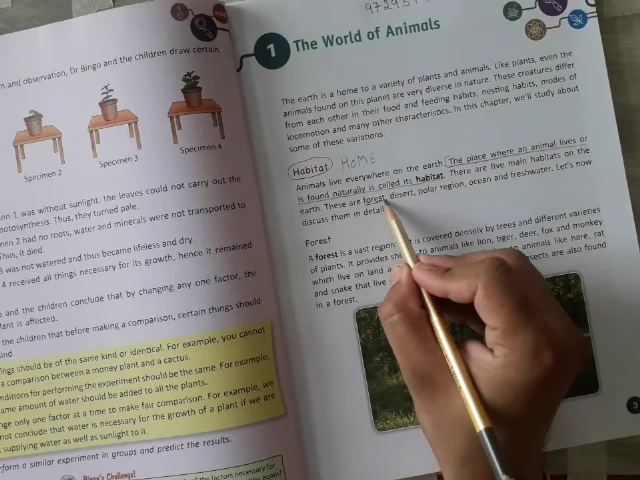 n and observation, Dr Bingo and the children draw certain
Specimen 2
Specimen 3
Specimen 4
en 1 was without sunlight, the leaves could not carry out the
otosynthesis. Thus, they turned pale.
men 2 had no roots, water and minerals were not transported to
Thus, it died.
3 was not watered and thus became lifeless and dry.
4 received all things necessary for its growth, hence it remained
o and the children conclude that by changing any one factor, the
lant is affected.
the children that before making a comparison, certain things should
ind.
ings should be of the same kind or identical. For example, you cannot
a comparison between a money plant and a cactus.
nditions for performing the experiment should be the same. For example,
ame amount of water should be added to all the plants.
nge only one factor at a time to make fair comparison. For example, we
not conclude that water is necessary for the growth of a plant if we are
supplying water as well as sunlight to it.
rform a similar experiment in groups and predict the results.
Bingo's Challenge!
of the factors necessary for
again?
1 The World of Animals
The earth is a home to a variety of plants and animals. Like plants, even the
animals found on this planet are very diverse in nature. These creatures differ
from each other in their food and feeding habits, nesting habits, modes of
locomotion and many other characteristics. In this chapter, we'll study about
some of these variations.
Habitat HOME
Animals live everywhere on the earth. The place where an animal lives or
is found naturally is called its habitat. There are five main habitats on the
earth. These are forest, desert, polar region, ocean and freshwater. Let's now
discuss them in detail
Forest
A forest is a vast region that is covered densely by trees and different varieties
of plants. It provides to animals like lion, tiger, deer, fox and monkey
which live on land to animals like hare, rat
and snake that live insects are also found
in a forest.
3